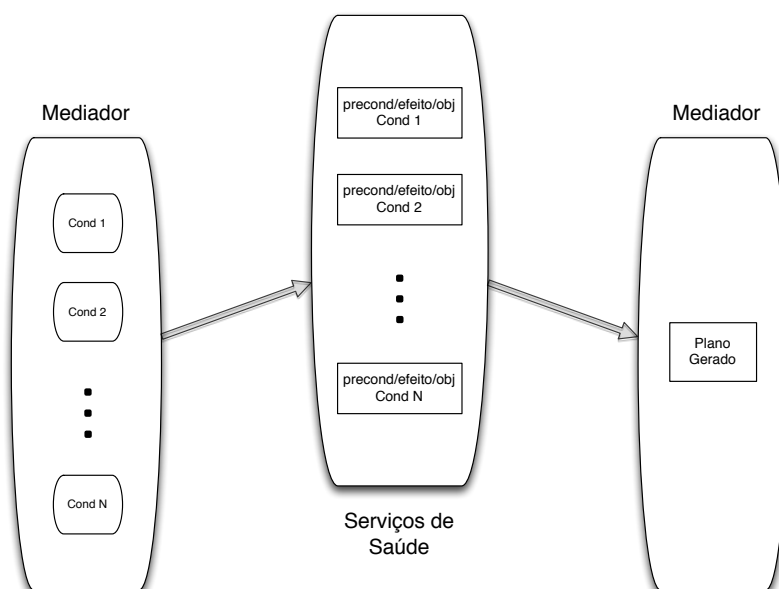 Mediador
Cond 1
Cond 2
Cond N
precond/efeito/obj
Cond 1
precond/efeito/obj
Cond 2
precond/efeito/obj
Cond N
Serviços de
Saúde
Mediador
Plano
Gerado